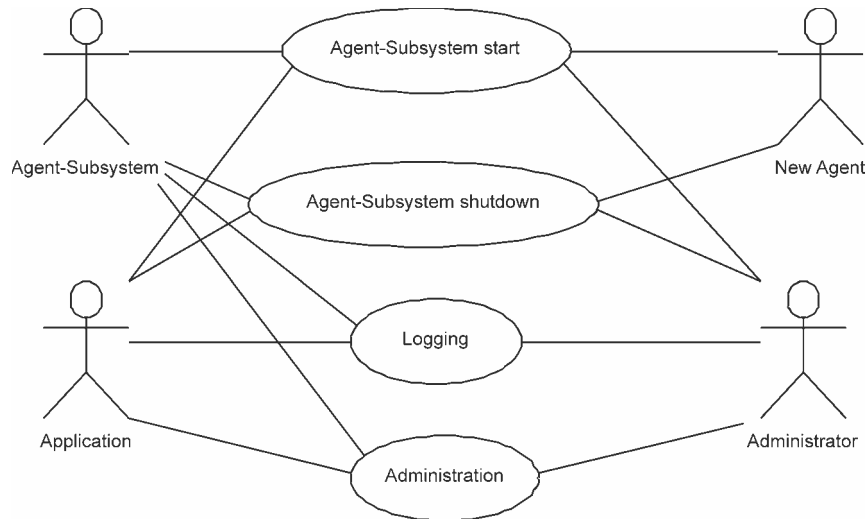 Agent-Subsystem start
Agent-Subsystem
New Agent
Agent-Subsystem shutdown
Logging
Application
Administrator
Administration